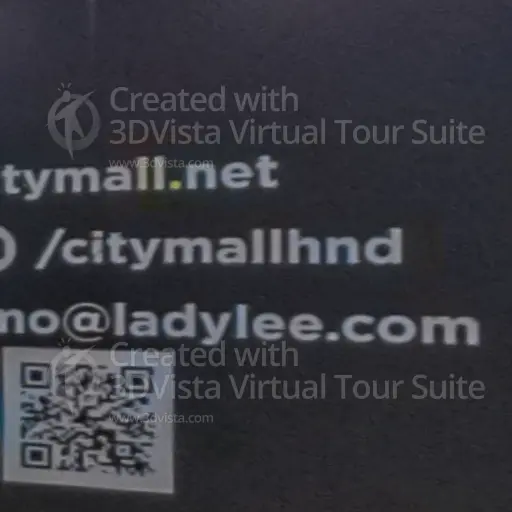 Created with
3DVista Virtual Tour Suite
www.3dvista.com
tymall.net
/citymallhnd
mo@ladylee.com
Created with
3DVista Virtual Tour Suite
www.3dvista.com